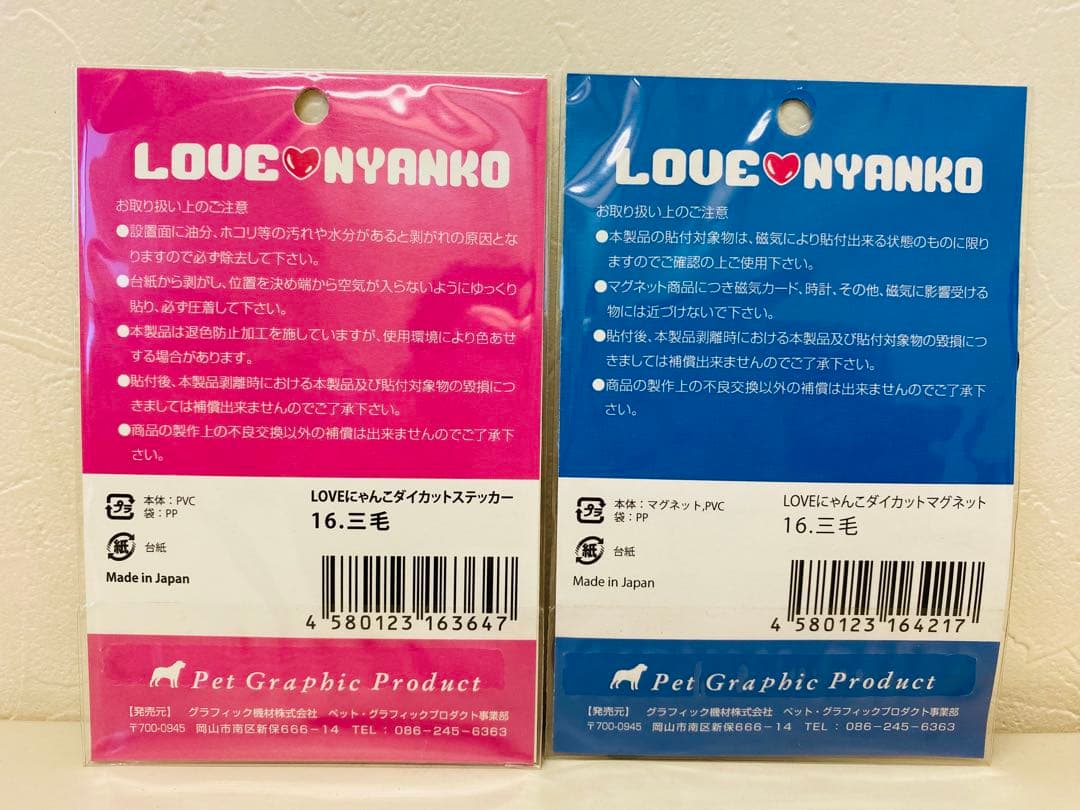 LOVE NYANKO
お取り扱い上のご注意
●設置面に油分、ホコリ等の汚れや水分があると剥がれの原因とな
りますので必ず除去して下さい。
●台紙から剥がし、位置を決め端から空気が入らないようにゆっくり
貼り、必ず圧着して下さい。
●本製品は退色防止加工を施していますが、使用環境により色あせ
する場合があります。
●貼付後、本製品剥離時における本製品及び貼付対象物の毀損につ
きましては補償出来ませんのでご了承下さい。
●商品の製作上の不良交換以外の補償は出来ませんのでご了承下
さい。
プラ
本体：PVC
袋：PP
紙
台紙
Made in Japan
LOVEにゃんこダイカットステッカー
16.三毛
4 580123 163647
Pet Graphic Product
【発売元】 グラフィック機材株式会社 ペット・グラフィックプロダクト事業部
〒700-0945 岡山市南区新保666-14 TEL：086-245-6363
LOVE NYANKO
お取り扱い上のご注意
●本製品の貼付対象物は、磁気により貼付出来る状態のものに限り
ますのでご確認の上ご使用下さい。
●マグネット商品につき磁気カード、時計、その他、磁気に影響受ける
物には近づけないで下さい。
●貼付後、本製品剥離時における本製品及び貼付対象物の毀損につ
きましては補償出来ませんのでご了承下さい。
●商品の製作上の不良交換以外の補償は出来ませんのでご了承下
さい。
プラ
本体：マグネット,PVC
袋：PP
紙
台紙
Made in Japan
LOVEにゃんこダイカットマグネット
16.三毛
4 580123 164217
Pet Graphic Product
【発売元】 グラフィック機材株式会社 ペット・グラフィックプロダクト事業部
〒700-0945 岡山市南区新保666-14 TEL：086-245-6363